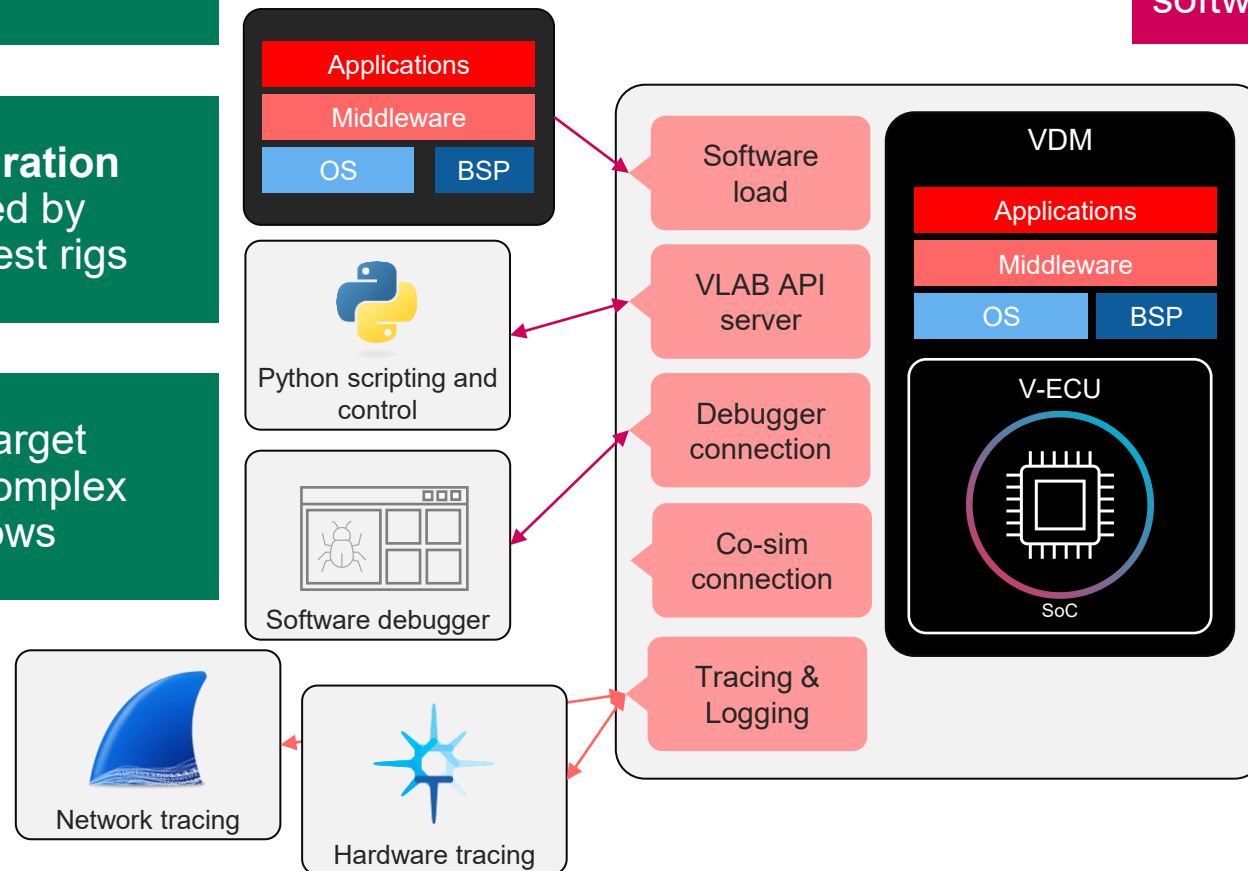 ration
ed by
est rigs
arget
omplex
ows
Applications
Middleware
OS
BSP
Python scripting and
control
Software debugger
Network tracing
Hardware tracing
Software
load
VLAB API
server
Debugger
connection
Co-sim
connection
Tracing &
Logging
VDM
Applications
Middleware
OS
BSP
V-ECU
SoC
softw